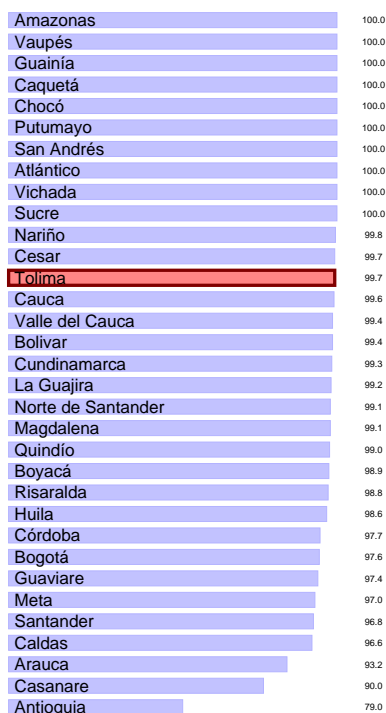 Amazonas 100.0
Vaupés 100.0
Guainía 100.0
Caquetá 100.0
Chocó 100.0
Putumayo 100.0
San Andrés 100.0
Atlántico 100.0
Vichada 100.0
Sucre 100.0
Nariño 99.8
Cesar 99.7
Tolima 99.7
Cauca 99.6
Valle del Cauca 99.4
Bolivar 99.4
Cundinamarca 99.3
La Guajira 99.2
Norte de Santander 99.1
Magdalena 99.1
Quindío 99.0
Boyacá 98.9
Risaralda 98.8
Huila 98.6
Córdoba 97.7
Bogotá 97.6
Guaviare 97.4
Meta 97.0
Santander 96.8
Caldas 96.6
Arauca 93.2
Casanare 90.0
Antioquia 79.0